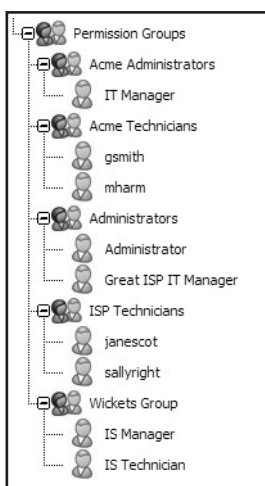 Permission Groups
Acme Administrators
IT Manager
Acme Technicians
gsmith
mharm
Administrators
Administrator
Great ISP IT Manager
ISP Technicians
janescot
sallyright
Wickets Group
IS Manager
IS Technician